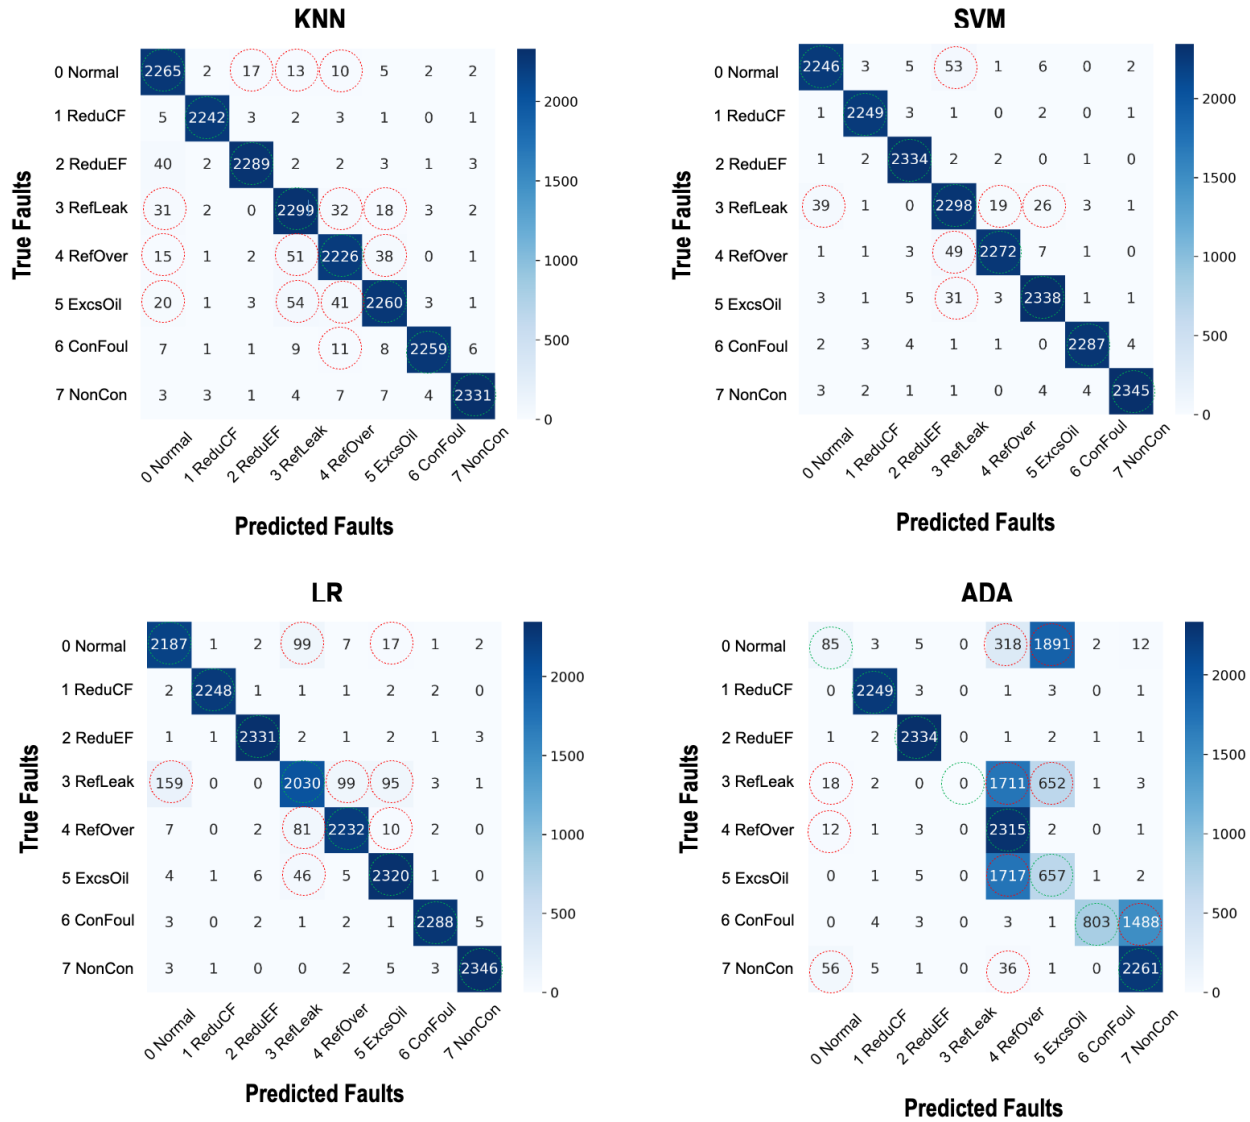 KNN
0 Normal 2265 2 17 13 10 5 2 2
1 ReduCF 5 2242 3 2 3 1 0 1
2 ReduEF 40 2 2289 2 2 3 1 3
3 RefLeak 31 2 0 2299 32 18 3 2
4 RefOver 15 1 2 51 2226 38 0 1
5 ExcsOil 20 1 3 54 41 2260 3 1
6 ConFoul 7 1 1 9 11 8 2259 6
7 NonCon 3 3 1 4 7 7 4 2331
0 Normal 1 ReduCF 2 ReduEF 3 RefLeak 4 RefOver 5 ExcsOil 6 ConFoul 7 NonCon
True Faults
Predicted Faults
2000
1500
1000
500
0
SVM
0 Normal 2246 3 5 53 1 6 0 2
1 ReduCF 1 2249 3 1 0 2 0 1
2 ReduEF 1 2 2334 2 2 0 1 0
3 RefLeak 39 1 0 2298 19 26 3 1
4 RefOver 1 1 3 49 2272 7 1 0
5 ExcsOil 3 1 5 31 3 2338 1 1
6 ConFoul 2 3 4 1 1 0 2287 4
7 NonCon 3 2 1 1 0 4 4 2345
0 Normal 1 ReduCF 2 ReduEF 3 RefLeak 4 RefOver 5 ExcsOil 6 ConFoul 7 NonCon
True Faults
Predicted Faults
2000
1500
1000
500
0
LR
0 Normal 2187 1 2 99 7 17 1 2
1 ReduCF 2 2248 1 1 1 2 2 0
2 ReduEF 1 1 2331 2 1 2 1 3
3 RefLeak 159 0 0 2030 99 95 3 1
4 RefOver 7 0 2 81 2232 10 2 0
5 ExcsOil 4 1 6 46 5 2320 1 0
6 ConFoul 3 0 2 1 2 1 2288 5
7 NonCon 3 1 0 0 2 5 3 2346
0 Normal 1 ReduCF 2 ReduEF 3 RefLeak 4 RefOver 5 ExcsOil 6 ConFoul 7 NonCon
True Faults
Predicted Faults
2000
1500
1000
500
0
ADA
0 Normal 85 3 5 0 318 1891 2 12
1 ReduCF 0 2249 3 0 1 3 0 1
2 ReduEF 1 2 2334 0 1 2 1 1
3 RefLeak 18 2 0 0 1711 652 1 3
4 RefOver 12 1 3 0 2315 2 0 1
5 ExcsOil 0 1 5 0 1717 657 1 2
6 ConFoul 0 4 3 0 3 1 803 1488
7 NonCon 56 5 1 0 36 1 0 2261
0 Normal 1 ReduCF 2 ReduEF 3 RefLeak 4 RefOver 5 ExcsOil 6 ConFoul 7 NonCon
True Faults
Predicted Faults
2000
1500
1000
500
0